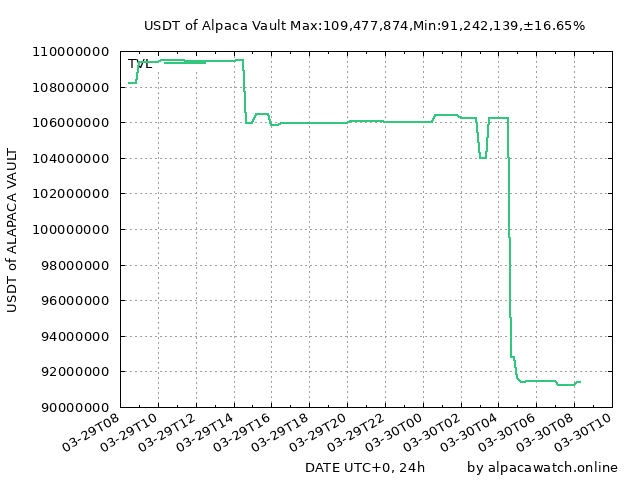 USDT of Alpaca Vault Max:109,477,874,Min:91,242,139,±16.65%
110000000
TVL
108000000
106000000
104000000
102000000
100000000
98000000
96000000
94000000
92000000
90000000
USDT of ALAPACA VAULT
03-29T08
03-29T10
03-29T12
03-29T14
03-29T16
03-29T18
03-29T20
03-29T22
03-30T00
03-30T02
03-30T04
03-30T06
03-30T08
03-30T10
DATE UTC+0, 24h
by alpacawatch.online